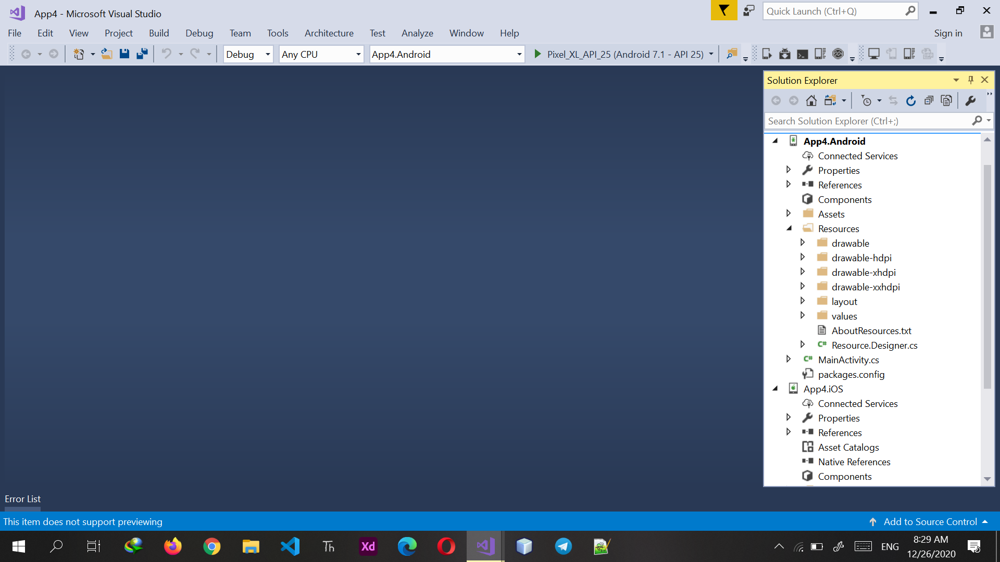 App4 - Microsoft Visual Studio
Quick Launch (Ctrl+Q)
File Edit View Project Build Debug Team Tools Architecture Test Analyze Window Help Sign in
Debug Any CPU App4.Android Pixel_XL_API_25 (Android 7.1 - API 25)
Solution Explorer
Search Solution Explorer (Ctrl+;)
App4.Android
Connected Services
Properties
References
Components
Assets
Resources
drawable
drawable-hdpi
drawable-xhdpi
drawable-xxhdpi
layout
values
AboutResources.txt
C# Resource.Designer.cs
C# MainActivity.cs
packages.config
App4.iOS
Connected Services
Properties
References
Asset Catalogs
Native References
Components
Error List
This item does not support previewing
Add to Source Control
Th
Xd
ENG
8:29 AM
12/26/2020